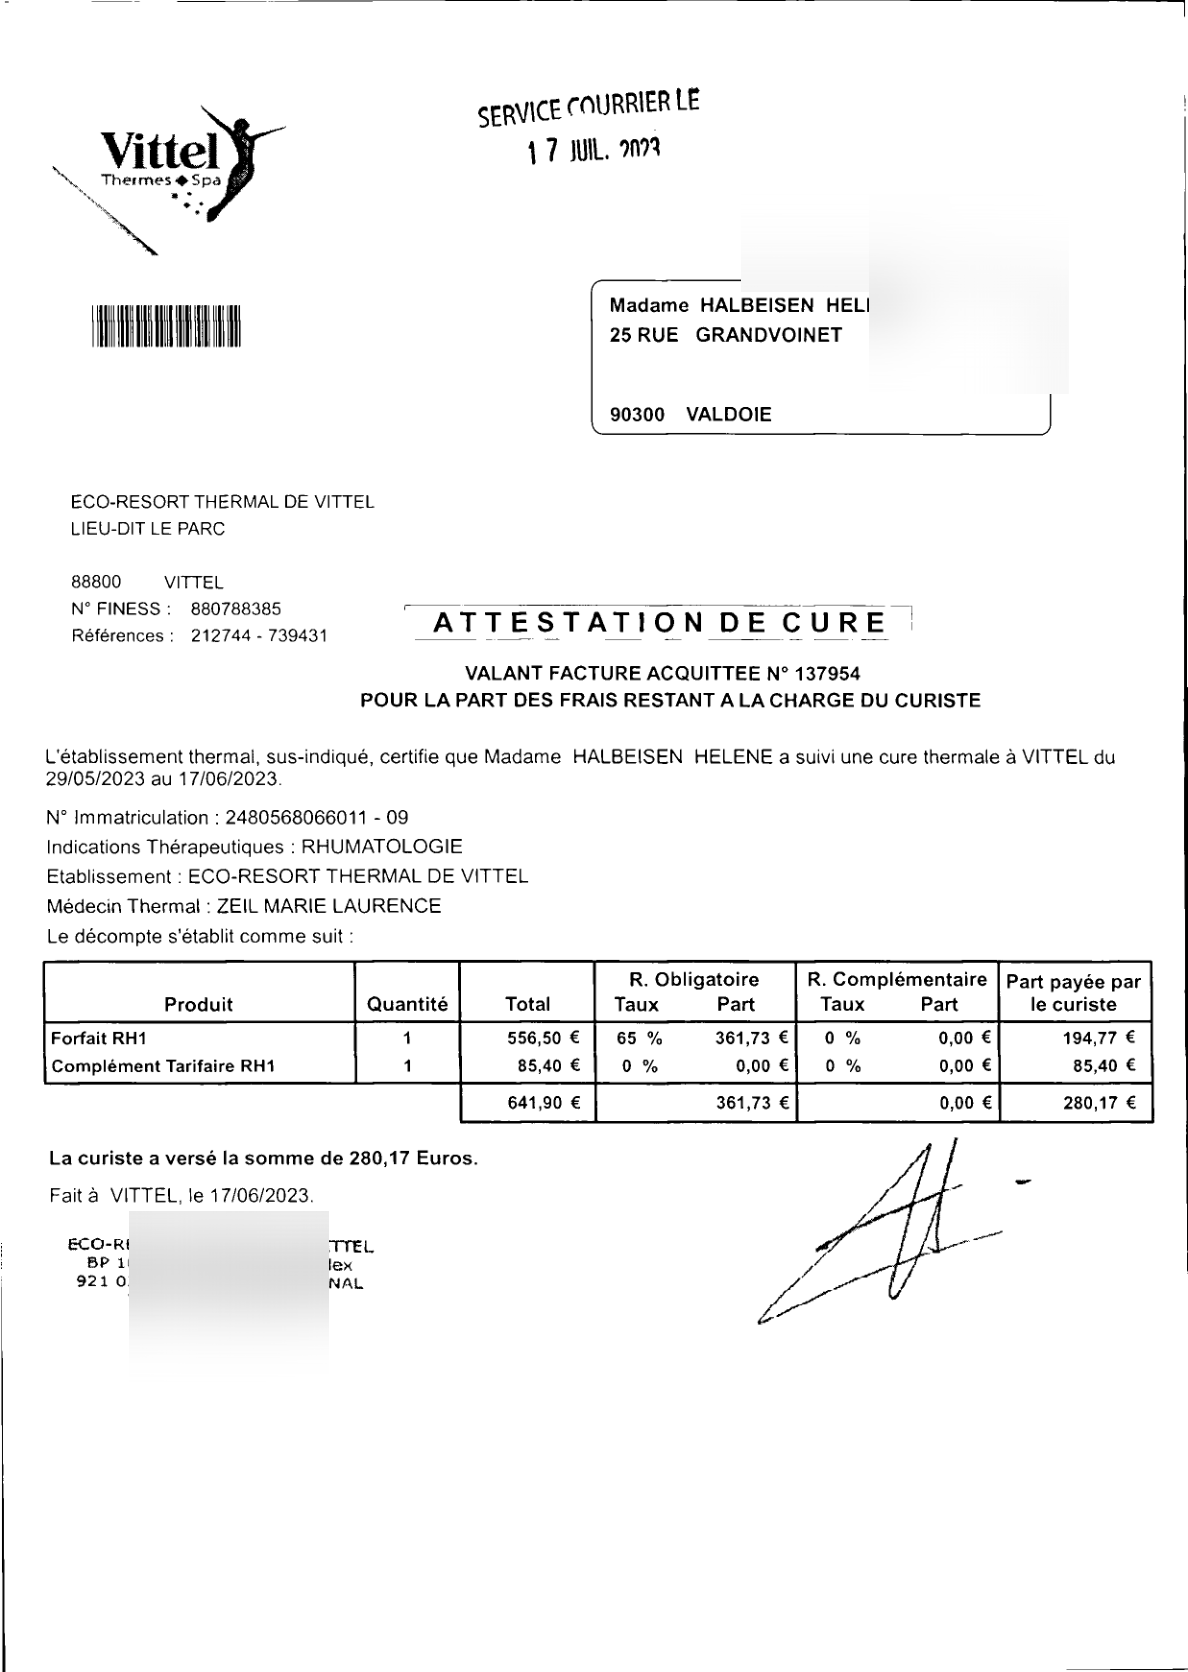 SERVICE COURRIER LE
17 JUIL. 2023
Vittel
Thermes◆Spa
Madame HALBEISEN HEL
25 RUE GRANDVOINET
90300 VALDOIE
ECO-RESORT THERMAL DE VITTEL
LIEU-DIT LE PARC
88800 VITTEL
N° FINESS : 880788385
Références : 212744 - 739431
ATTESTATION DE CURE
VALANT FACTURE ACQUITTEE N° 137954
POUR LA PART DES FRAIS RESTANT A LA CHARGE DU CURISTE
L'établissement thermal, sus-indiqué, certifie que Madame HALBEISEN HELENE a suivi une cure thermale à VITTEL du
29/05/2023 au 17/06/2023.
N° Immatriculation : 2480568066011 - 09
Indications Thérapeutiques : RHUMATOLOGIE
Etablissement : ECO-RESORT THERMAL DE VITTEL
Médecin Thermal : ZEIL MARIE LAURENCE
Le décompte s'établit comme suit :
R. Obligatoire R. Complémentaire Part payée par
Produit Quantité Total Taux Part Taux Part le curiste
Forfait RH1 1 556,50 € 65 % 361,73 € 0 % 0,00 € 194,77 €
Complément Tarifaire RH1 1 85,40 € 0 % 0,00 € 0 % 0,00 € 85,40 €
641,90 € 361,73 € 0,00 € 280,17 €
La curiste a versé la somme de 280,17 Euros.
Fait à VITTEL, le 17/06/2023.
ECO-R TTEL
BP 1 dex
921 0 NAL